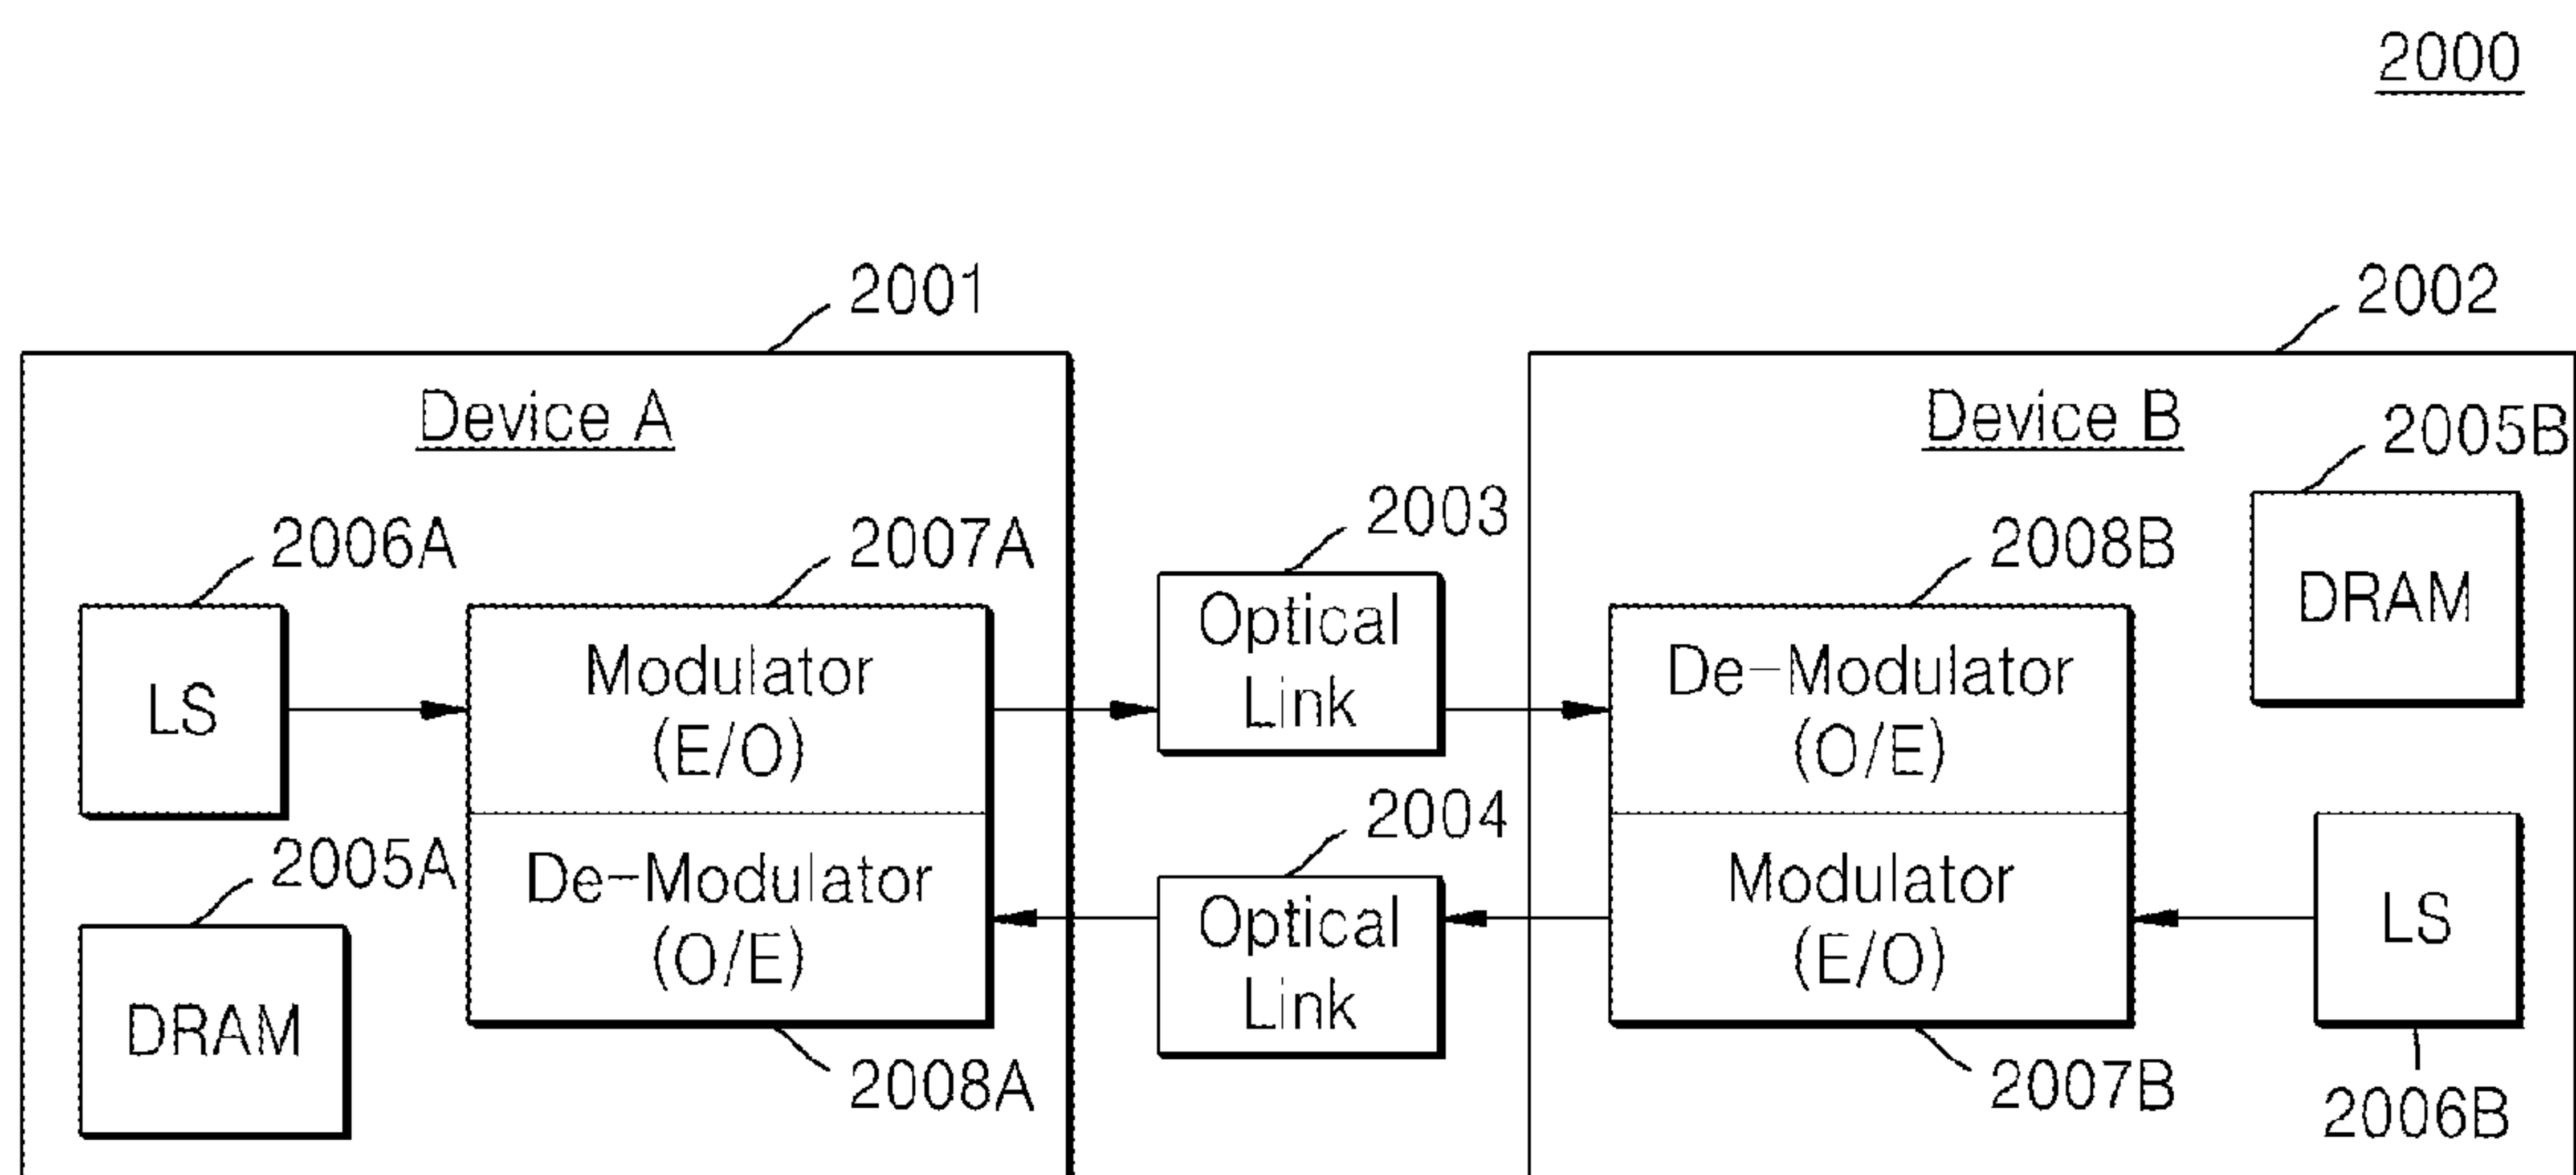 2000
2001
2002
Device A
Device B
2005B
DRAM
2006A
LS
2007A
Modulator
(E/O)
2003
Optical
Link
2008B
De-Modulator
(O/E)
2005A
DRAM
De-Modulator
(O/E)
2008A
2004
Optical
Link
Modulator
(E/O)
2007B
LS
2006B